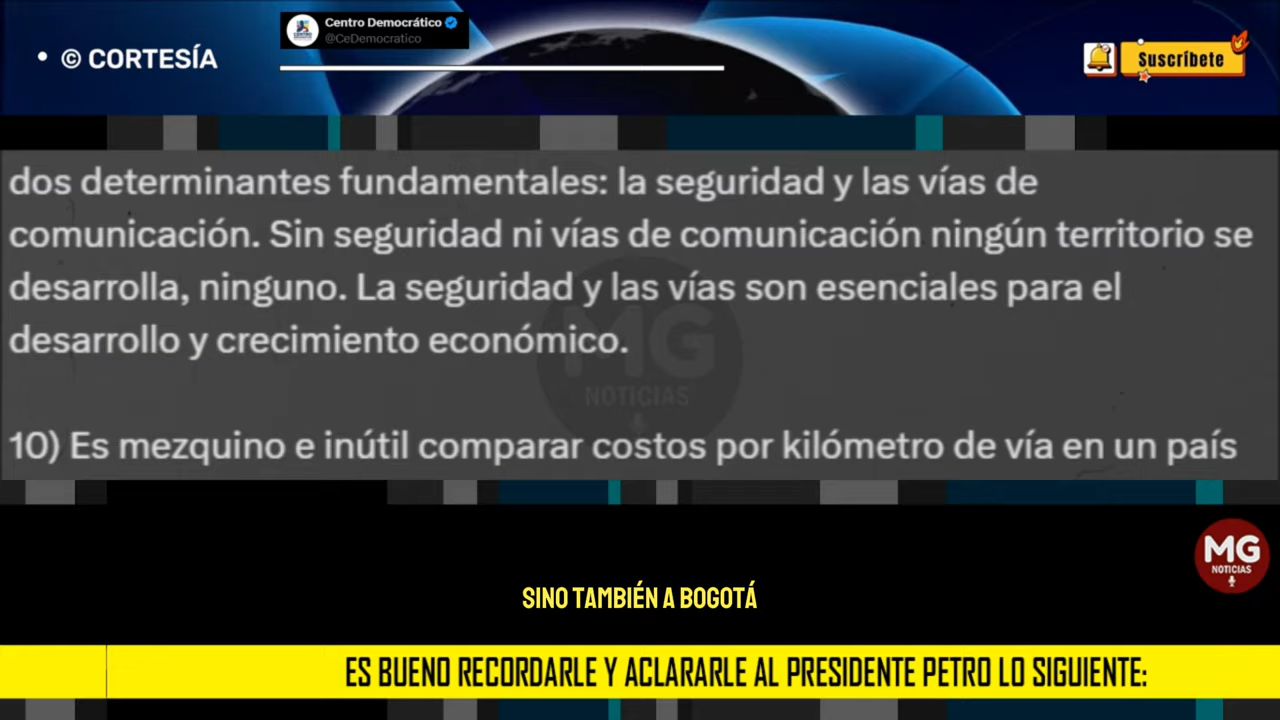 Centro Democrático
@CeDemocratico
• © CORTESÍA
Suscríbete
dos determinantes fundamentales: la seguridad y las vías de
comunicación. Sin seguridad ni vías de comunicación ningún territorio se
desarrolla, ninguno. La seguridad y las vías son esenciales para el
desarrollo y crecimiento económico.
MG
NOTICIAS
10) Es mezquino e inútil comparar costos por kilómetro de vía en un país
MG
NOTICIAS
SINO TAMBIÉN A BOGOTÁ
ES BUENO RECORDARLE Y ACLARARLE AL PRESIDENTE PETRO LO SIGUIENTE: